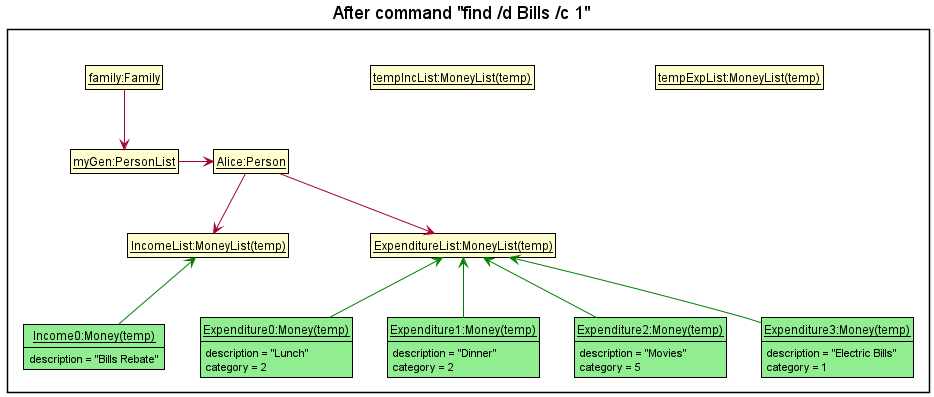 After command "find /d Bills /c 1"
family:Family
tempIncList:MoneyList(temp)
tempExpList:MoneyList(temp)
myGen:PersonList
Alice:Person
IncomeList:MoneyList(temp)
ExpenditureList:MoneyList(temp)
Income0:Money(temp)
description = "Bills Rebate"
Expenditure0:Money(temp)
description = "Lunch"
category = 2
Expenditure1:Money(temp)
description = "Dinner"
category = 2
Expenditure2:Money(temp)
description = "Movies"
category = 5
Expenditure3:Money(temp)
description = "Electric Bills"
category = 1